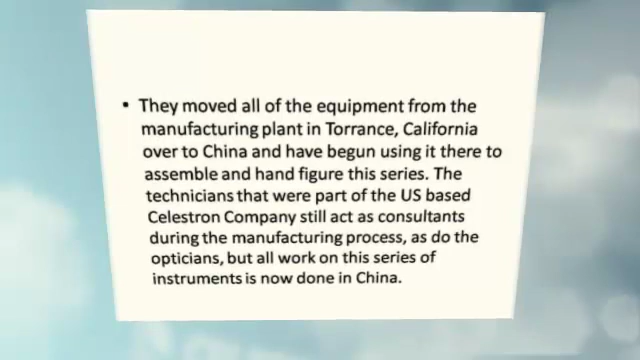 • They moved all of the equipment from the
manufacturing plant in Torrance, California
over to China and have begun using it there to
assemble and hand figure this series. The
technicians that were part of the US based
Celestron Company still act as consultants
during the manufacturing process, as do the
opticians, but all work on this series of
instruments is now done in China.